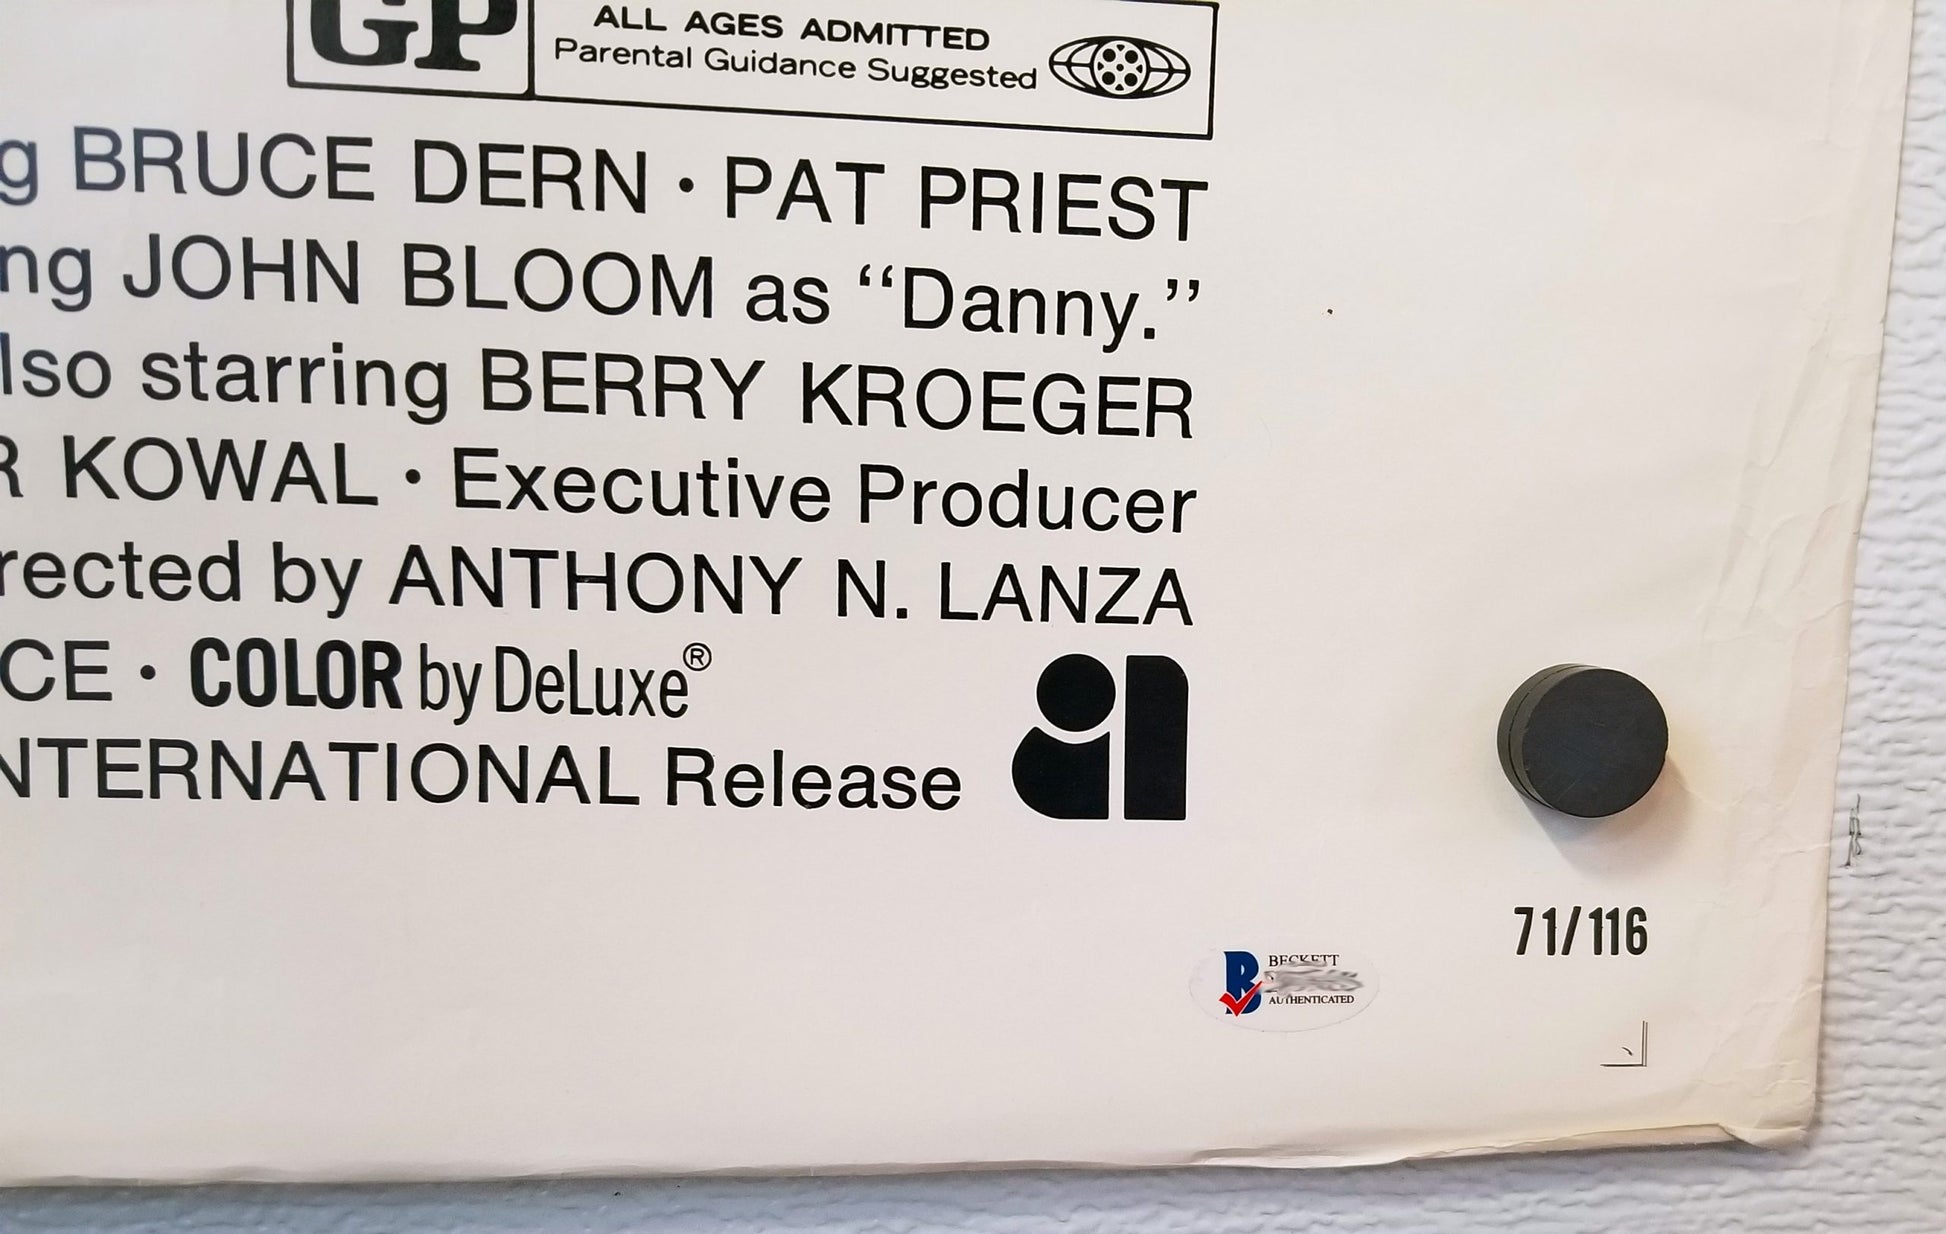 GP
ALL AGES ADMITTED
Parental Guidance Suggested
g BRUCE DERN · PAT PRIEST
ng JOHN BLOOM as “Danny.”
lso starring BERRY KROEGER
R KOWAL · Executive Producer
rected by ANTHONY N. LANZA
CE · COLOR by DeLuxe®
NTERNATIONAL Release
ai
71/116
B BECKETT
AUTHENTICATED